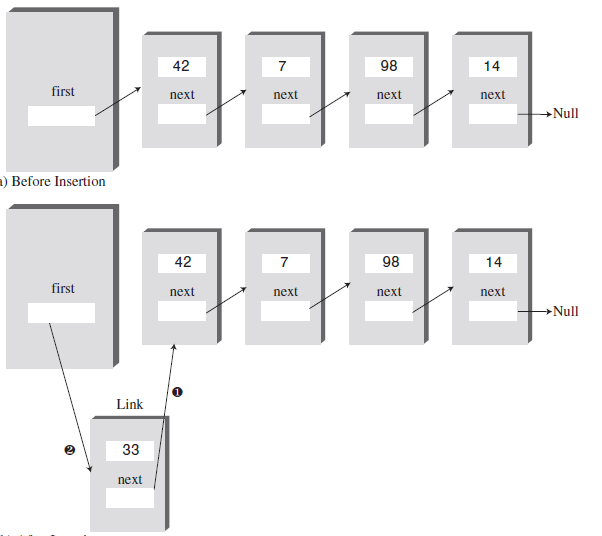 42 7 98 14
first next next next next
Null
a) Before Insertion
42 7 98 14
first next next next next
Null
❶
Link
❷ 33
next